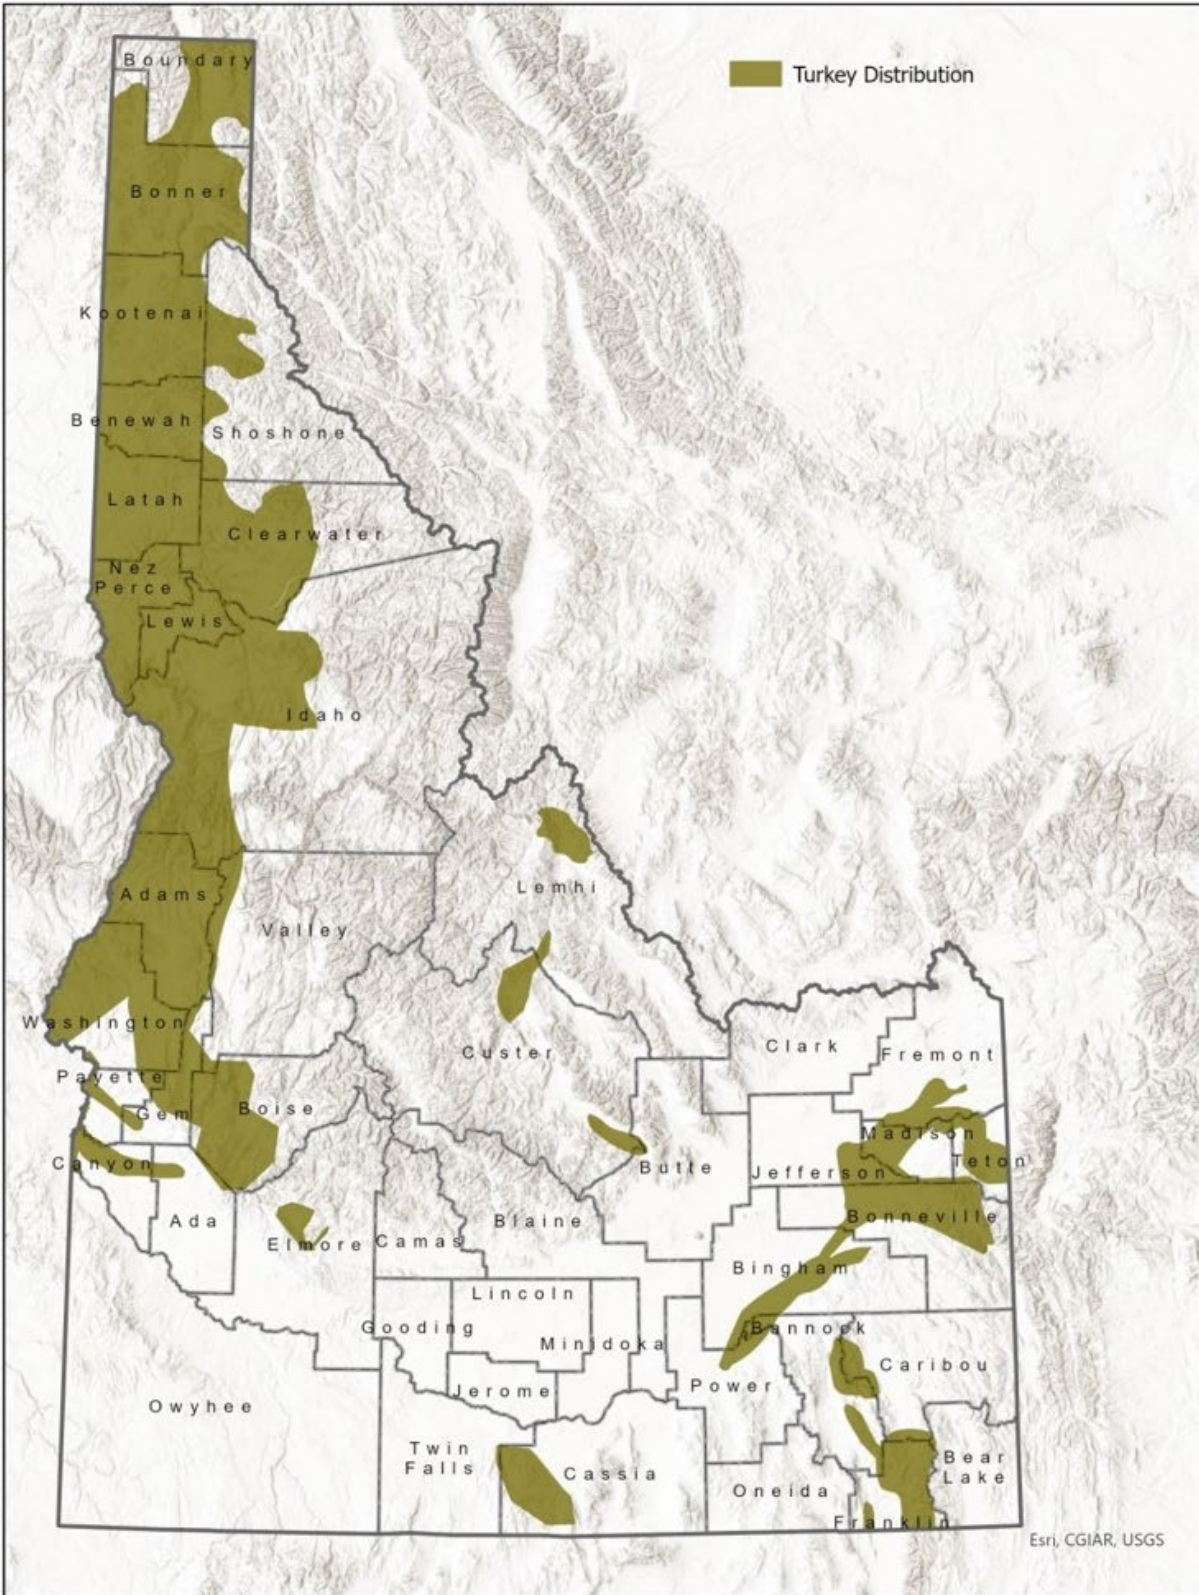 Boundary
Turkey Distribution
Bonner
Kootenai
Benewah
Shoshone
Latah
Clearwater
Nez
Perce
Lewis
Idaho
Lemhi
Adams
Valley
Washington
Custer
Clark
Fremont
Payette
Gem
Boise
Madison
Canyon
Butte
Jefferson
Teton
Ada
Blaine
Bonneville
Elmore
Camas
Bingham
Lincoln
Gooding
Minidoka
Bannock
Caribou
Jerome
Power
Owyhee
Twin
Falls
Cassia
Bear
Lake
Oneida
Franklin
Esri, CGIAR, USGS